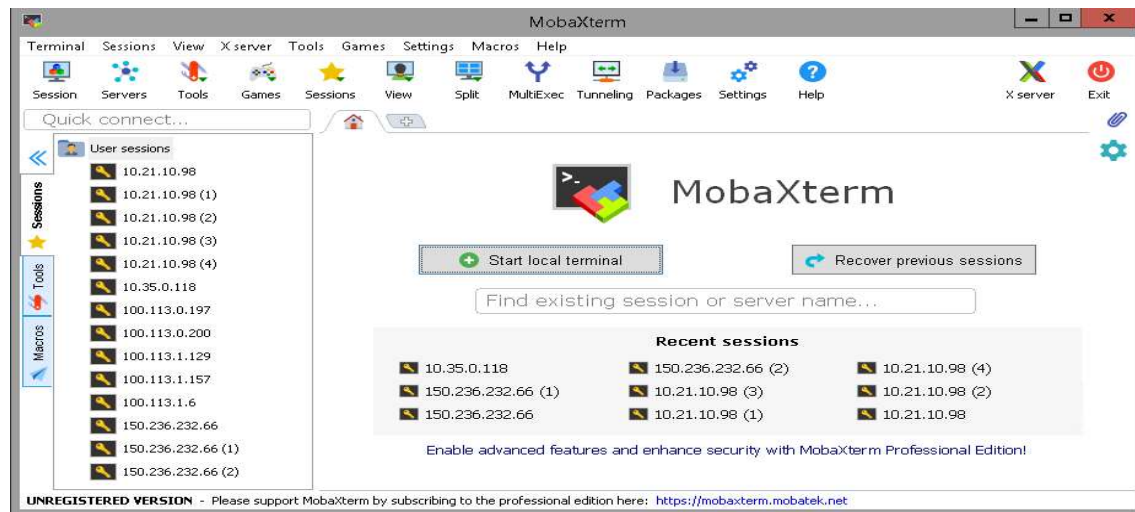 MobaXterm
Terminal Sessions View X server Tools Games Settings Macros Help
Session Servers Tools Games Sessions View Split MultiExec Tunneling Packages Settings Help X server Exit
Quick connect...
Sessions
Tools
Macros
User sessions
10.21.10.98
10.21.10.98 (1)
10.21.10.98 (2)
10.21.10.98 (3)
10.21.10.98 (4)
10.35.0.118
100.113.0.197
100.113.0.200
100.113.1.129
100.113.1.157
100.113.1.6
150.236.232.66
150.236.232.66 (1)
150.236.232.66 (2)
>_ MobaXterm
Start local terminal Recover previous sessions
Find existing session or server name...
Recent sessions
10.35.0.118 150.236.232.66 (2) 10.21.10.98 (4)
150.236.232.66 (1) 10.21.10.98 (3) 10.21.10.98 (2)
150.236.232.66 10.21.10.98 (1) 10.21.10.98
Enable advanced features and enhance security with MobaXterm Professional Edition!
UNREGISTERED VERSION - Please support MobaXterm by subscribing to the professional edition here: https://mobaxterm.mobatek.net